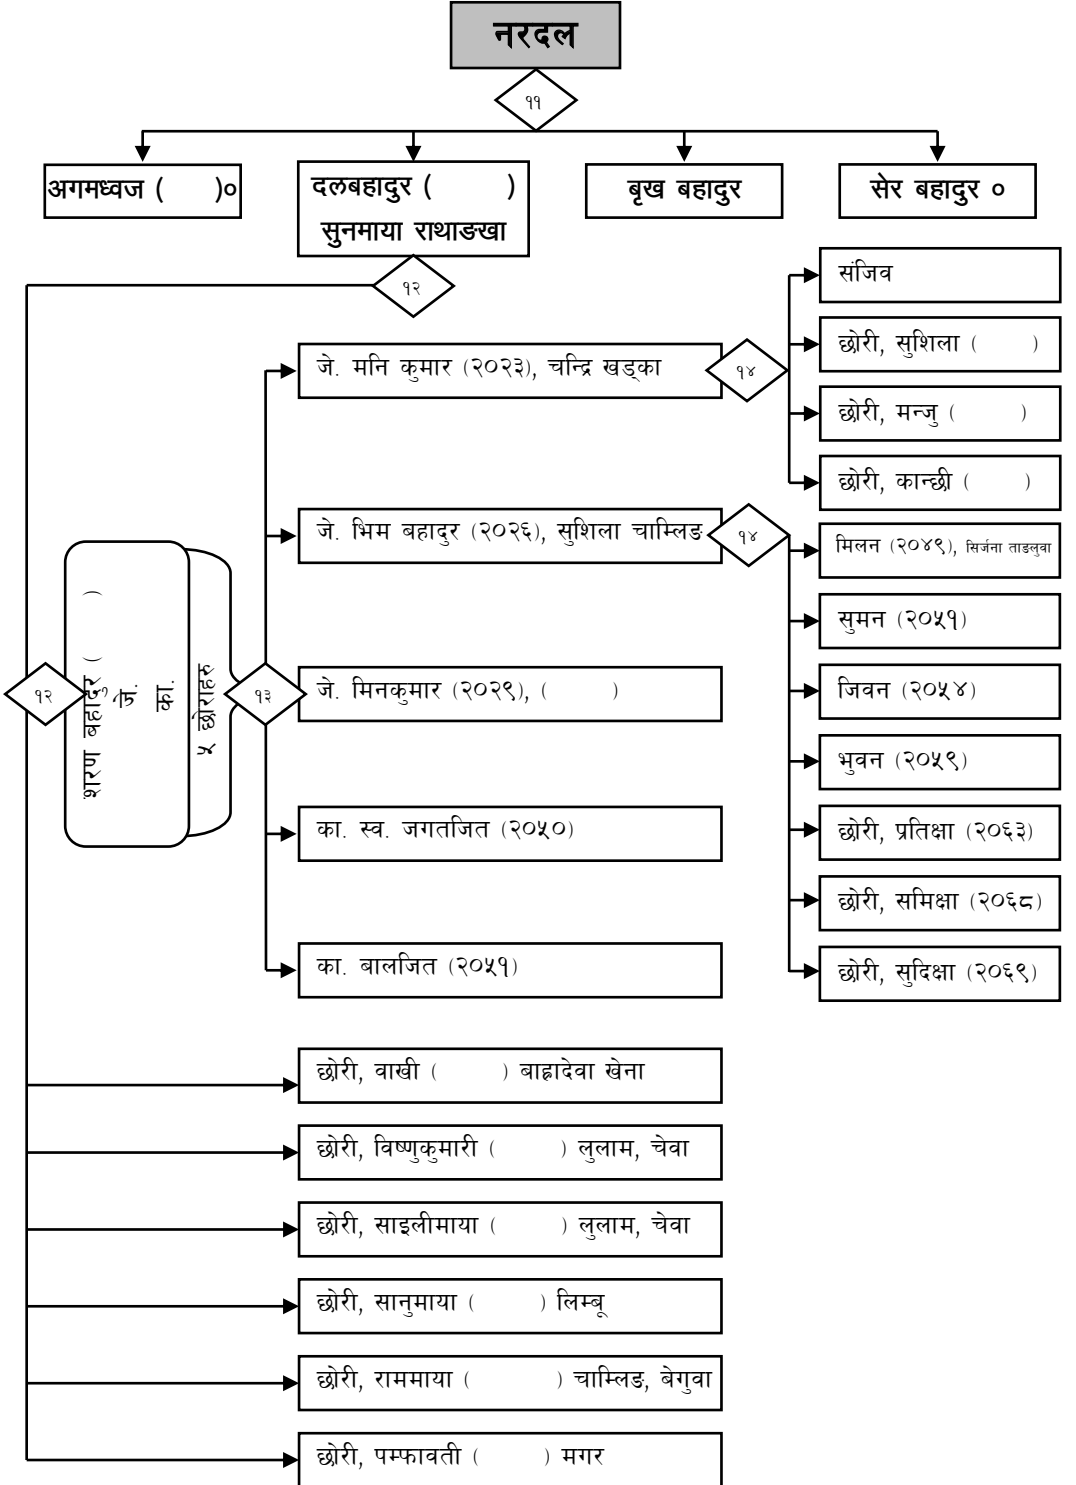 नरदल
११
अगमध्वज ( )०
दलबहादुर ( )
सुनमाया राथाङखा
बृख बहादुर
सेर बहादुर ०
१२
जे. मनि कुमार (२०२३), चन्द्रि खड्का
१४
संजिव
छोरी, सुशिला ( )
छोरी, मन्जु ( )
छोरी, कान्छी ( )
जे. भिम बहादुर (२०२६), सुशिला चाम्लिङ
१४
मिलन (२०४९), सिर्जना ताङलुवा
सुमन (२०५१)
जिवन (२०५४)
भुवन (२०५९)
छोरी, प्रतिक्षा (२०६३)
छोरी, समिक्षा (२०६८)
छोरी, सुदिक्षा (२०६९)
१२
शरण बहादुर ( )
जे.
का.
५ छोराहरु
१३
जे. मिनकुमार (२०२९), ( )
का. स्व. जगतजित (२०५०)
का. बालजित (२०५१)
छोरी, वाखी ( ) बाह्रादेवा खेना
छोरी, विष्णुकुमारी ( ) लुलाम, चेवा
छोरी, साइलीमाया ( ) लुलाम, चेवा
छोरी, सानुमाया ( ) लिम्बू
छोरी, राममाया ( ) चाम्लिङ, बेगुवा
छोरी, पम्फावती ( ) मगर